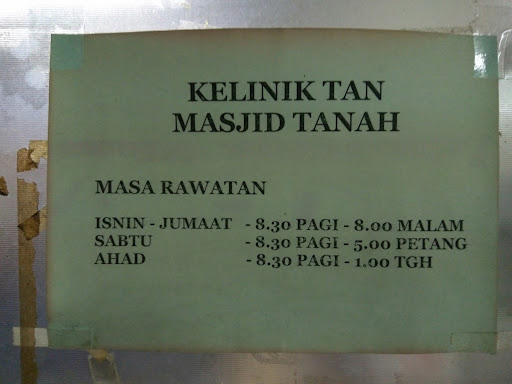 KELINIK TAN
MASJID TANAH
MASA RAWATAN
ISNIN - JUMAAT - 8.30 PAGI - 8.00 MALAM
SABTU - 8.30 PAGI - 5.00 PETANG
AHAD - 8.30 PAGI - 1.00 TGH